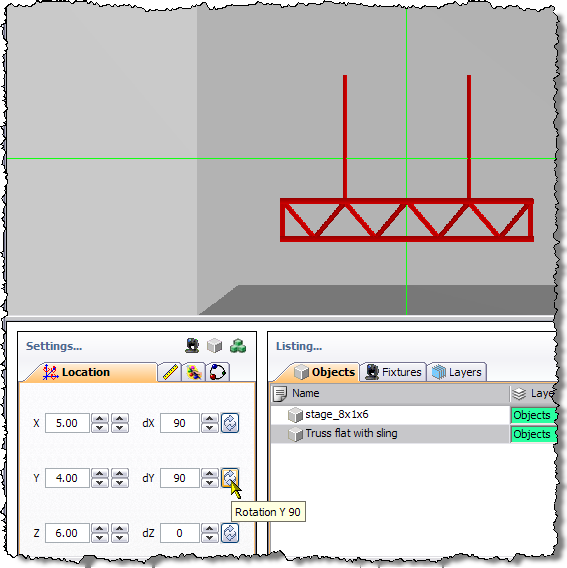 Settings...
Location
X 5.00 dX 90
Y 4.00 dY 90
Rotation Y 90
Z 6.00 dZ 0
Listing...
Objects Fixtures Layers
Name Laye
stage_8x1x6 Objects
Truss flat with sling Objects